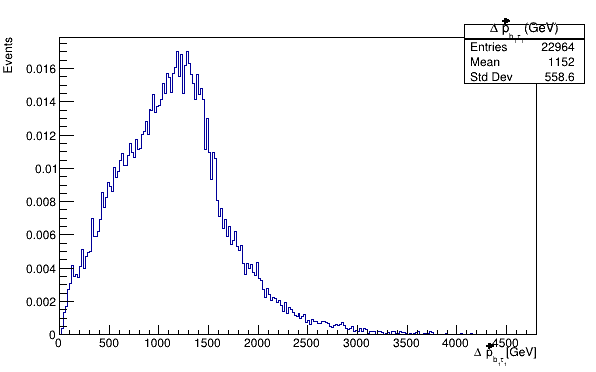 Δ p⃗_b₁τ₁ (GeV)
Entries 22964
Mean 1152
Std Dev 558.6
Events
0.016
0.014
0.012
0.01
0.008
0.006
0.004
0.002
0
0 500 1000 1500 2000 2500 3000 3500 4000 4500
Δ p⃗_b₁τ₁ [GeV]